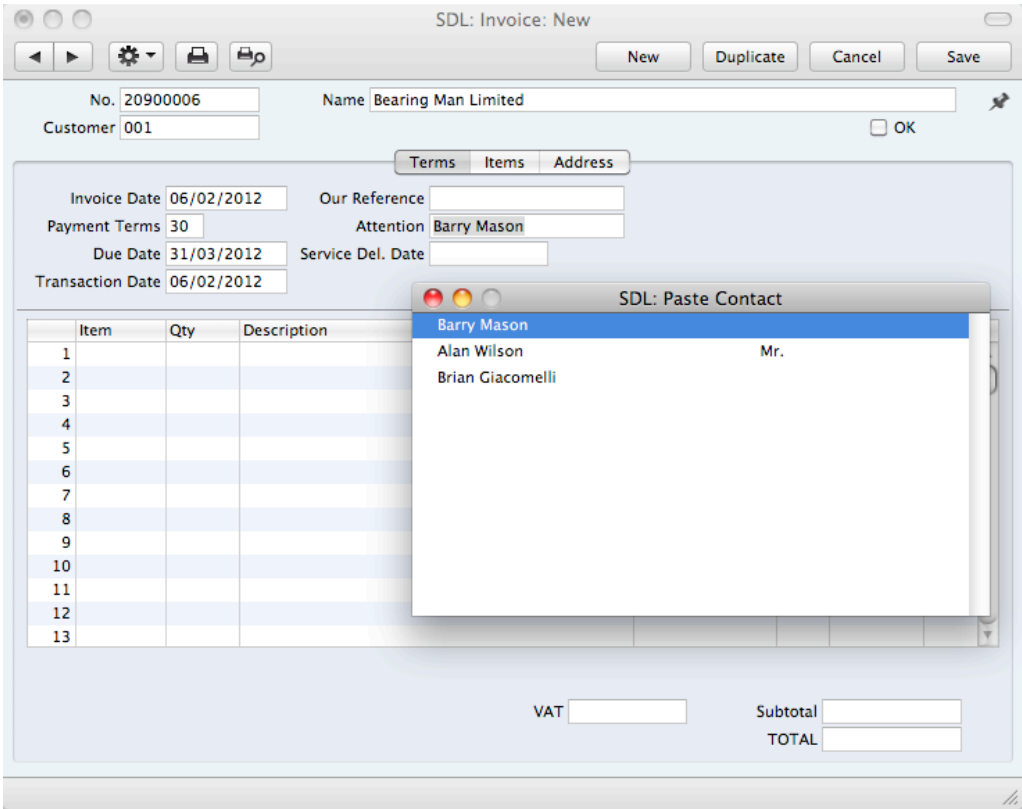 SDL: Invoice: New
New Duplicate Cancel Save
No. 20900006 Name Bearing Man Limited
Customer 001 OK
Terms Items Address
Invoice Date 06/02/2012 Our Reference
Payment Terms 30 Attention Barry Mason
Due Date 31/03/2012 Service Del. Date
Transaction Date 06/02/2012
SDL: Paste Contact
Barry Mason
Alan Wilson Mr.
Brian Giacomelli
Item Qty Description
1
2
3
4
5
6
7
8
9
10
11
12
13
VAT Subtotal
TOTAL